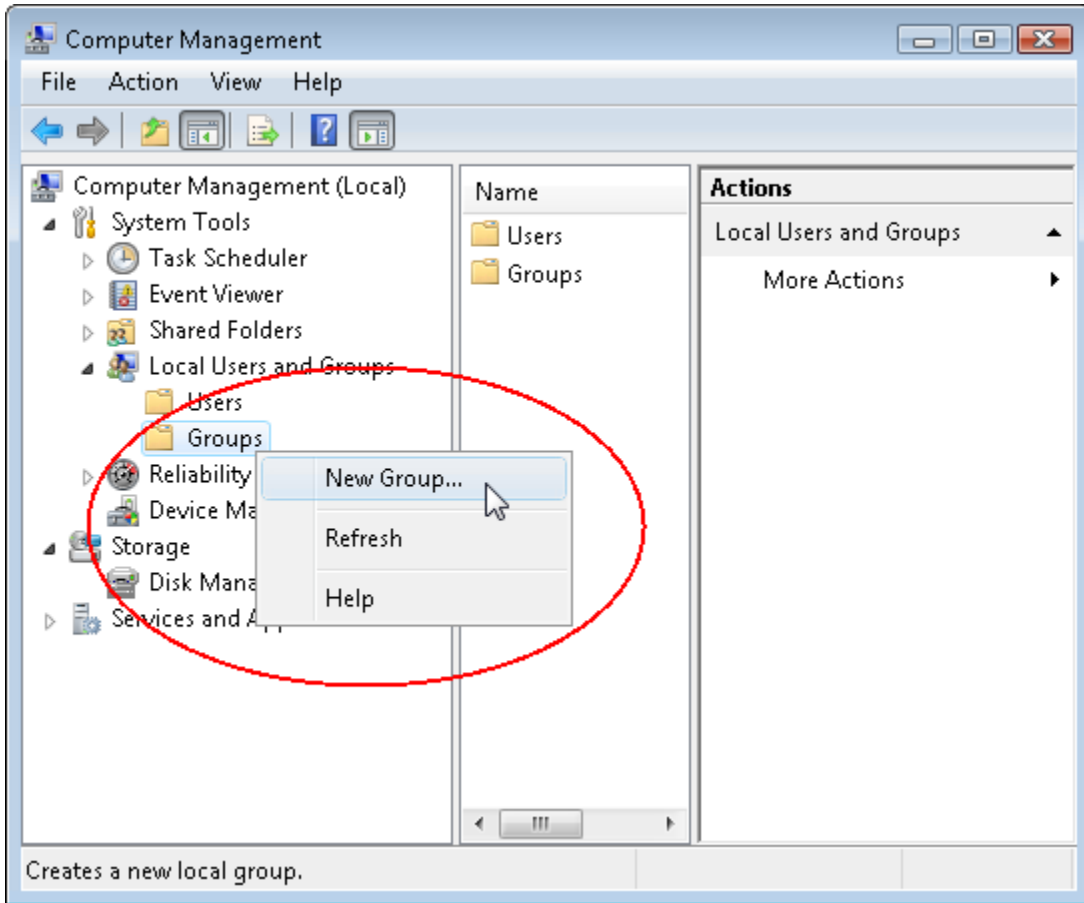 Computer Management
File Action View Help
Computer Management (Local)
System Tools
Task Scheduler
Event Viewer
Shared Folders
Local Users and Groups
Users
Groups
Reliability
Device Ma
Storage
Disk Mana
Services and
New Group...
Refresh
Help
Name
Users
Groups
Actions
Local Users and Groups
More Actions
Creates a new local group.